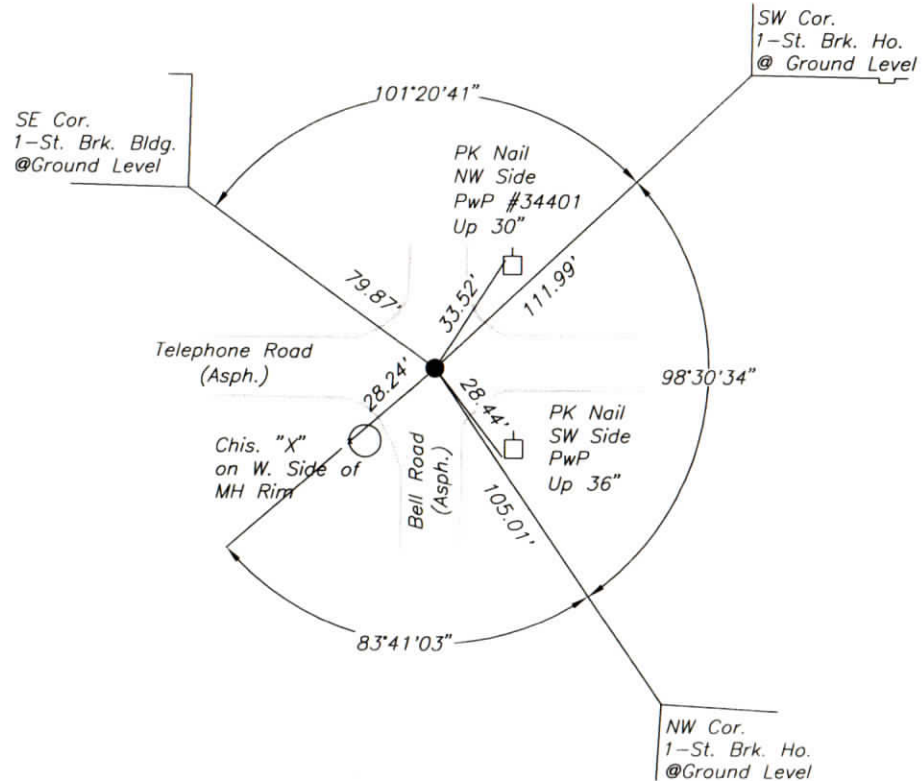 SW Cor.
1-St. Brk. Ho.
@ Ground Level
101°20'41"
SE Cor.
1-St. Brk. Bldg.
@Ground Level
PK Nail
NW Side
PwP #34401
Up 30"
79.87'
33.52'
111.99'
Telephone Road
(Asph.)
28.24'
98°30'34"
28.44'
PK Nail
SW Side
PwP
Up 36"
Chis. "X"
on W. Side of
MH Rim
Bell Road
(Asph.)
105.01'
83°41'03"
NW Cor.
1-St. Brk. Ho.
@Ground Level